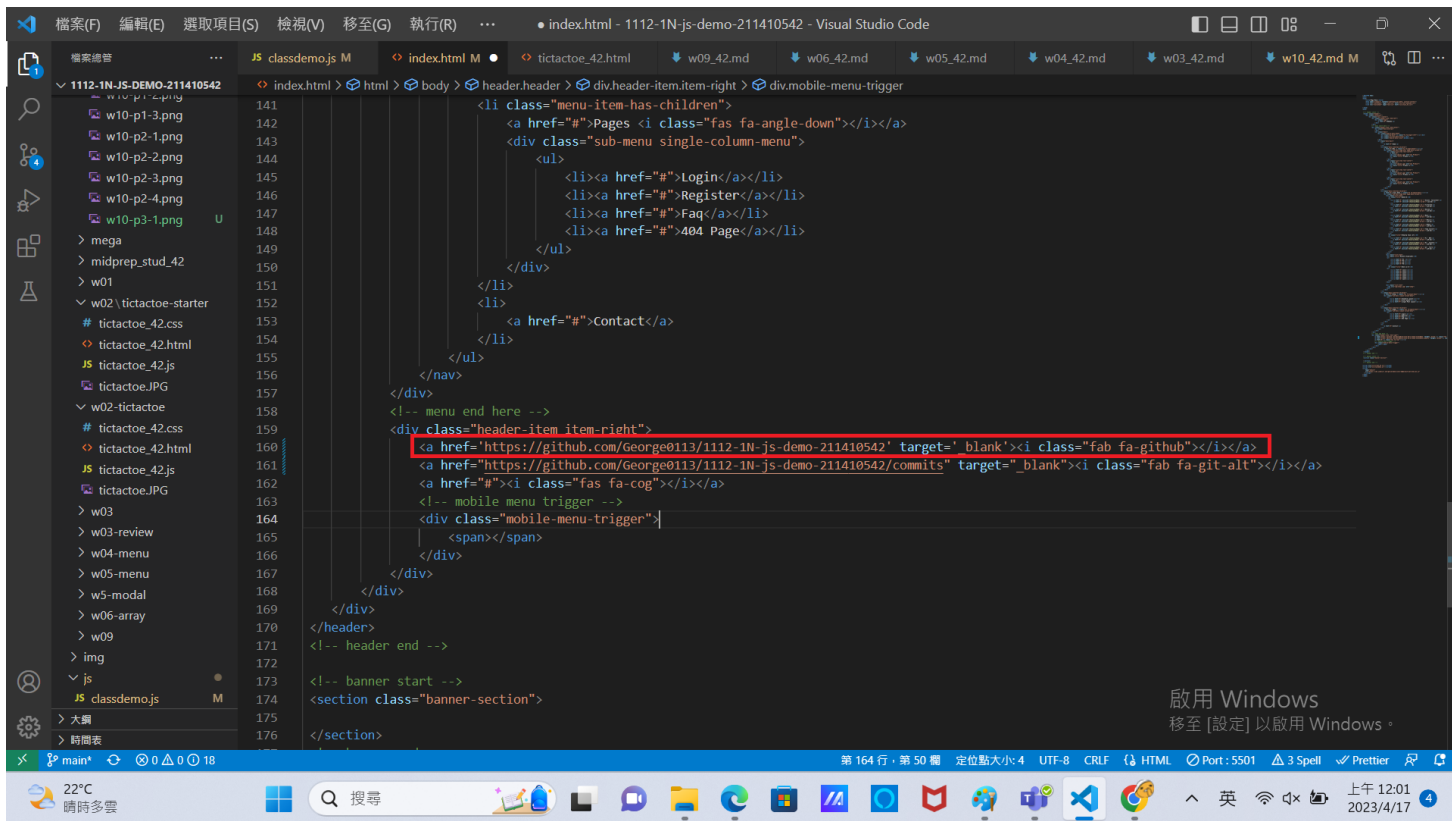 檔案(F) 編輯(E) 選取項目(S) 檢視(V) 移至(G) 執行(R) ··· ● index.html - 1112-1N-js-demo-211410542 - Visual Studio Code
檔案總管 ···
JS classdemo.js M <> index.html M ● <> tictactoe_42.html w09_42.md w06_42.md w05_42.md w04_42.md w03_42.md w10_42.md M ···
1112-1N-JS-DEMO-211410542
index.html > html > body > header.header > div.header-item.item-right > div.mobile-menu-trigger
w10-p1-2.png
w10-p1-3.png
w10-p2-1.png
w10-p2-2.png
w10-p2-3.png
w10-p2-4.png
w10-p3-1.png U
> mega
> midprep_stud_42
> w01
w02 \ tictactoe-starter
# tictactoe_42.css
<> tictactoe_42.html
JS tictactoe_42.js
tictactoe.JPG
w02-tictactoe
# tictactoe_42.css
<> tictactoe_42.html
JS tictactoe_42.js
tictactoe.JPG
> w03
> w03-review
> w04-menu
> w05-menu
> w5-modal
> w06-array
> w09
> img
js
JS classdemo.js M
> 大綱
> 時間表
1
4
141 <li class="menu-item-has-children">
142 <a href="#">Pages <i class="fas fa-angle-down"></i></a>
143 <div class="sub-menu single-column-menu">
144 <ul>
145 <li><a href="#">Login</a></li>
146 <li><a href="#">Register</a></li>
147 <li><a href="#">Faq</a></li>
148 <li><a href="#">404 Page</a></li>
149 </ul>
150 </div>
151 </li>
152 <li>
153 <a href="#">Contact</a>
154 </li>
155 </ul>
156 </nav>
157 </div>
158 <!-- menu end here -->
159 <div class="header-item item-right">
160 <a href='https://github.com/George0113/1112-1N-js-demo-211410542' target='_blank'><i class="fab fa-github"></i></a>
161 <a href="https://github.com/George0113/1112-1N-js-demo-211410542/commits" target="_blank"><i class="fab fa-git-alt"></i></a>
162 <a href="#"><i class="fas fa-cog"></i></a>
163 <!-- mobile menu trigger -->
164 <div class="mobile-menu-trigger">
165 <span></span>
166 </div>
167 </div>
168 </div>
169 </div>
170 </header>
171 <!-- header end -->
172
173 <!-- banner start -->
174 <section class="banner-section">
175
176 </section>
啟用 Windows
移至 [設定] 以啟用 Windows。
main* 0 0 18 第 164 行，第 50 欄 定位點大小: 4 UTF-8 CRLF HTML Port : 5501 3 Spell Prettier
22°C
晴時多雲
搜尋
英
上午 12:01
2023/4/17
4